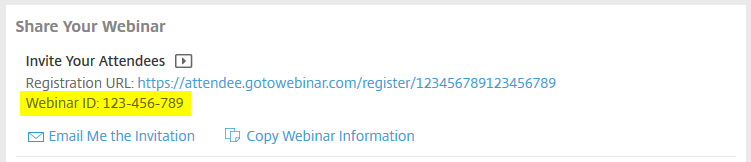 Share Your Webinar
Invite Your Attendees
Registration URL: https://attendee.gotowebinar.com/register/123456789123456789
Webinar ID: 123-456-789
Email Me the Invitation Copy Webinar Information